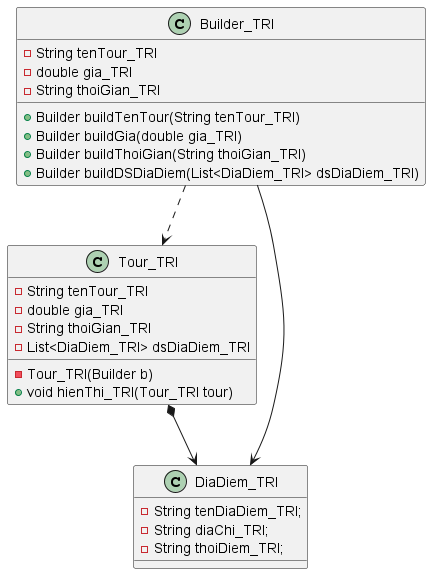 C Builder_TRI
String tenTour_TRI
double gia_TRI
String thoiGian_TRI
Builder buildTenTour(String tenTour_TRI)
Builder buildGia(double gia_TRI)
Builder buildThoiGian(String thoiGian_TRI)
Builder buildDSDiaDiem(List<DiaDiem_TRI> dsDiaDiem_TRI)
C Tour_TRI
String tenTour_TRI
double gia_TRI
String thoiGian_TRI
List<DiaDiem_TRI> dsDiaDiem_TRI
Tour_TRI(Builder b)
void hienThi_TRI(Tour_TRI tour)
C DiaDiem_TRI
String tenDiaDiem_TRI;
String diaChi_TRI;
String thoiDiem_TRI;